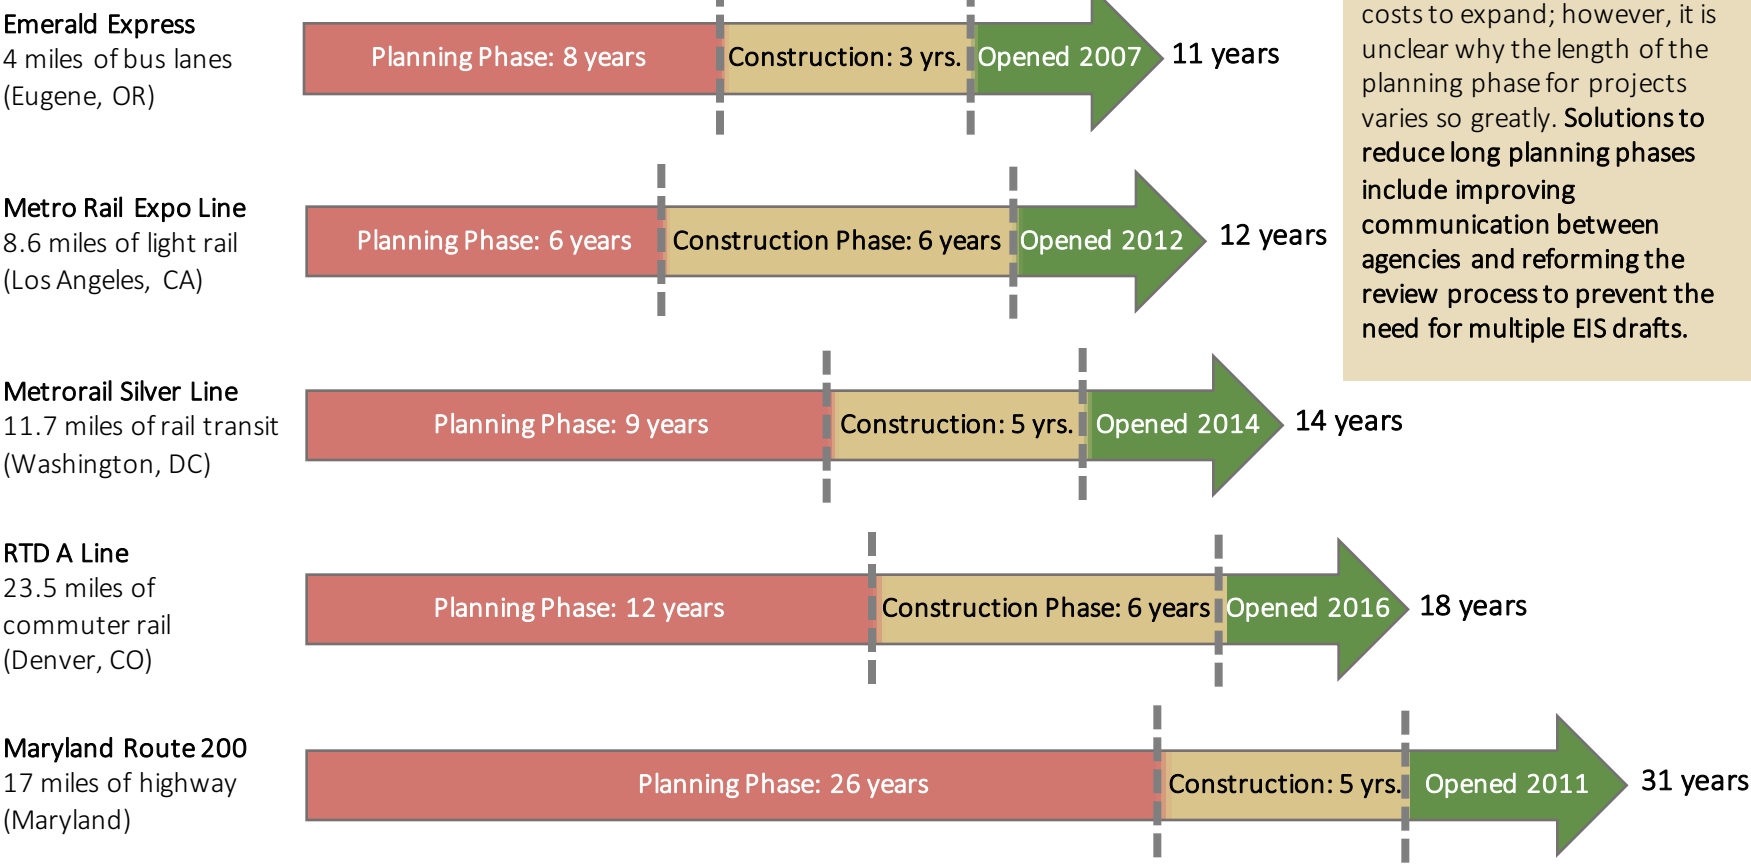 Emerald Express
4 miles of bus lanes
(Eugene, OR)
Planning Phase: 8 years
Construction: 3 yrs.
Opened 2007
11 years
costs to expand; however, it is
unclear why the length of the
planning phase for projects
varies so greatly. Solutions to
reduce long planning phases
include improving
communication between
agencies and reforming the
review process to prevent the
need for multiple EIS drafts.
Metro Rail Expo Line
8.6 miles of light rail
(Los Angeles, CA)
Planning Phase: 6 years
Construction Phase: 6 years
Opened 2012
12 years
Metrorail Silver Line
11.7 miles of rail transit
(Washington, DC)
Planning Phase: 9 years
Construction: 5 yrs.
Opened 2014
14 years
RTD A Line
23.5 miles of
commuter rail
(Denver, CO)
Planning Phase: 12 years
Construction Phase: 6 years
Opened 2016
18 years
Maryland Route 200
17 miles of highway
(Maryland)
Planning Phase: 26 years
Construction: 5 yrs.
Opened 2011
31 years